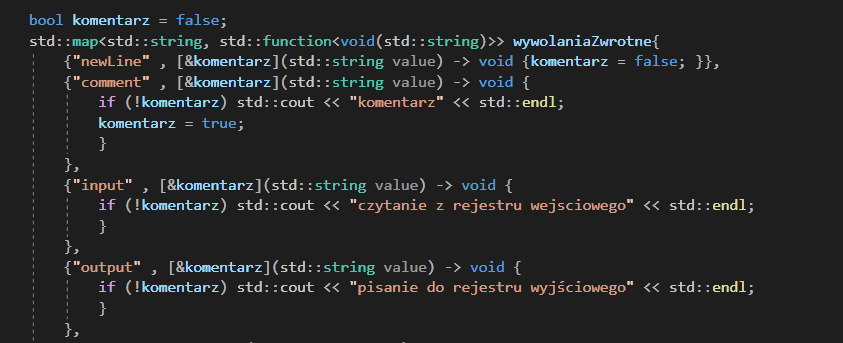 bool komentarz = false;
std::map<std::string, std::function<void(std::string)>> wywolaniaZwrotne{
{"newLine" , [&komentarz](std::string value) -> void {komentarz = false; }},
{"comment" , [&komentarz](std::string value) -> void {
if (!komentarz) std::cout << "komentarz" << std::endl;
komentarz = true;
}
},
{"input" , [&komentarz](std::string value) -> void {
if (!komentarz) std::cout << "czytanie z rejestru wejsciowego" << std::endl;
}
},
{"output" , [&komentarz](std::string value) -> void {
if (!komentarz) std::cout << "pisanie do rejestru wyjściowego" << std::endl;
}
},